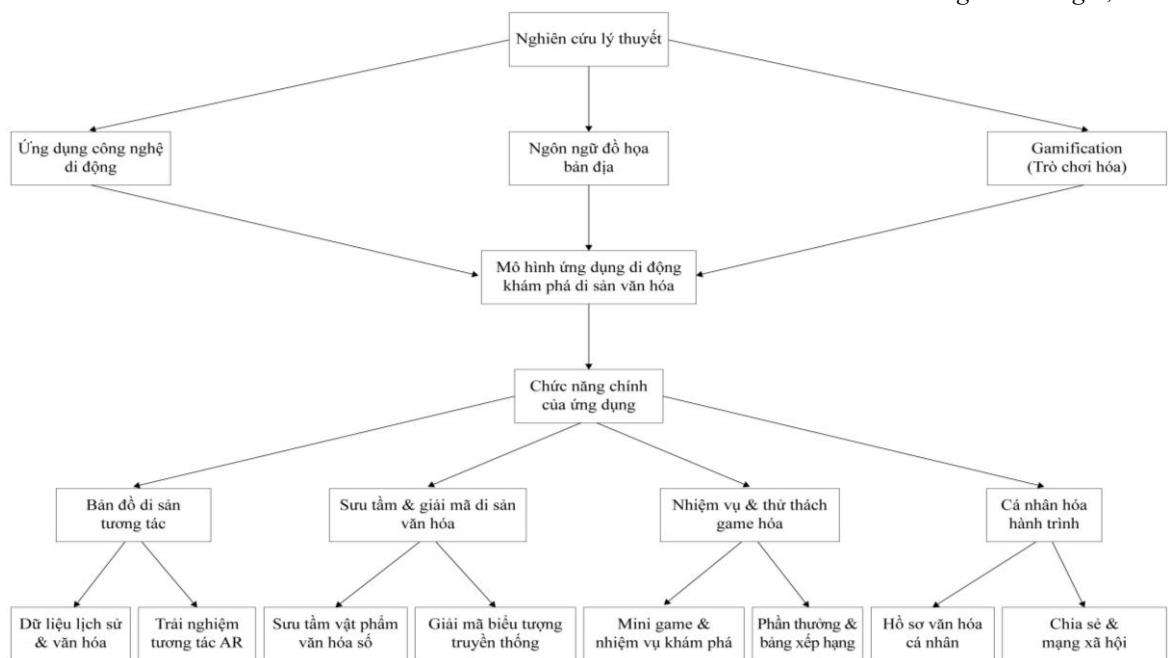 Nghiên cứu lý thuyết
Ứng dụng công nghệ
di động
Ngôn ngữ đồ họa
bản địa
Gamification
(Trò chơi hóa)
Mô hình ứng dụng di động
khám phá di sản văn hóa
Chức năng chính
của ứng dụng
Bản đồ di sản
tương tác
Sưu tầm & giải mã di sản
văn hóa
Nhiệm vụ & thử thách
game hóa
Cá nhân hóa
hành trình
Dữ liệu lịch sử
& văn hóa
Trải nghiệm
tương tác AR
Sưu tầm vật phẩm
văn hóa số
Giải mã biểu tượng
truyền thống
Mini game &
nhiệm vụ khám phá
Phần thưởng &
bảng xếp hạng
Hồ sơ văn hóa
cá nhân
Chia sẻ &
mạng xã hội